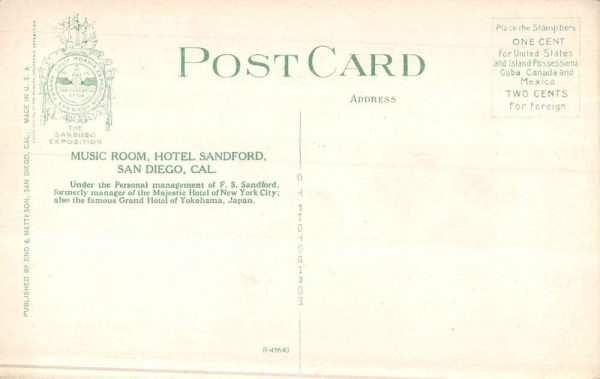 POST CARD
ADDRESS
Place the Stamp here
ONE CENT
for United States
and Island Possessions
Cuba, Canada and
Mexico
TWO CENTS
For Foreign.
THE
SAN DIEGO
EXPOSITION
MUSIC ROOM, HOTEL SANDFORD,
SAN DIEGO, CAL.
Under the Personal management of F. S. Sandford,
formerly manager of the Majestic Hotel of New York City;
also the famous Grand Hotel of Yokohama, Japan.
PUBLISHED BY ENO & MATTESON, SAN DIEGO, CAL. MADE IN U.S.A.
C T PHOTOCHROM
R-49640